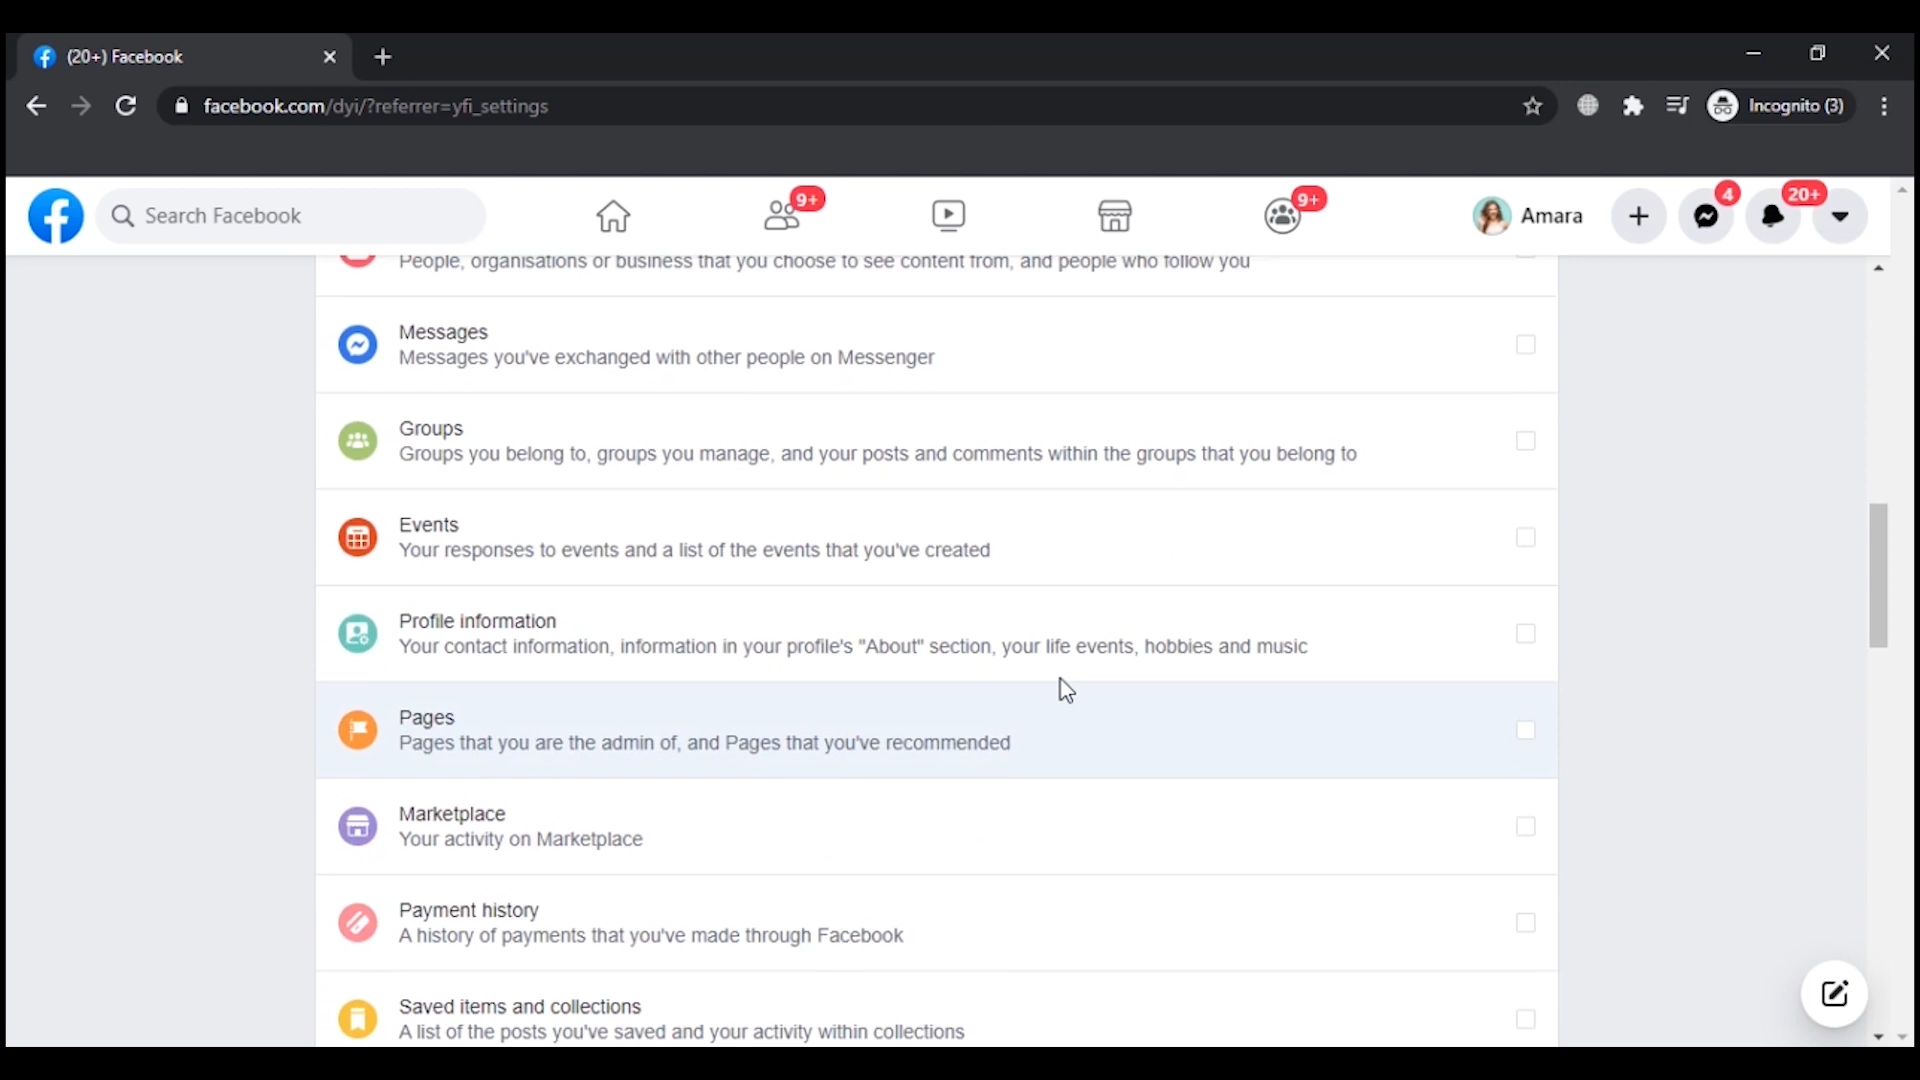 (20+) Facebook
facebook.com/dyi/?referrer=yfi_settings
Incognito (3)
Search Facebook
9+
9+
Amara
4
20+
People, organisations or business that you choose to see content from, and people who follow you
Messages
Messages you've exchanged with other people on Messenger
Groups
Groups you belong to, groups you manage, and your posts and comments within the groups that you belong to
Events
Your responses to events and a list of the events that you've created
Profile information
Your contact information, information in your profile's "About" section, your life events, hobbies and music
Pages
Pages that you are the admin of, and Pages that you've recommended
Marketplace
Your activity on Marketplace
Payment history
A history of payments that you've made through Facebook
Saved items and collections
A list of the posts you've saved and your activity within collections